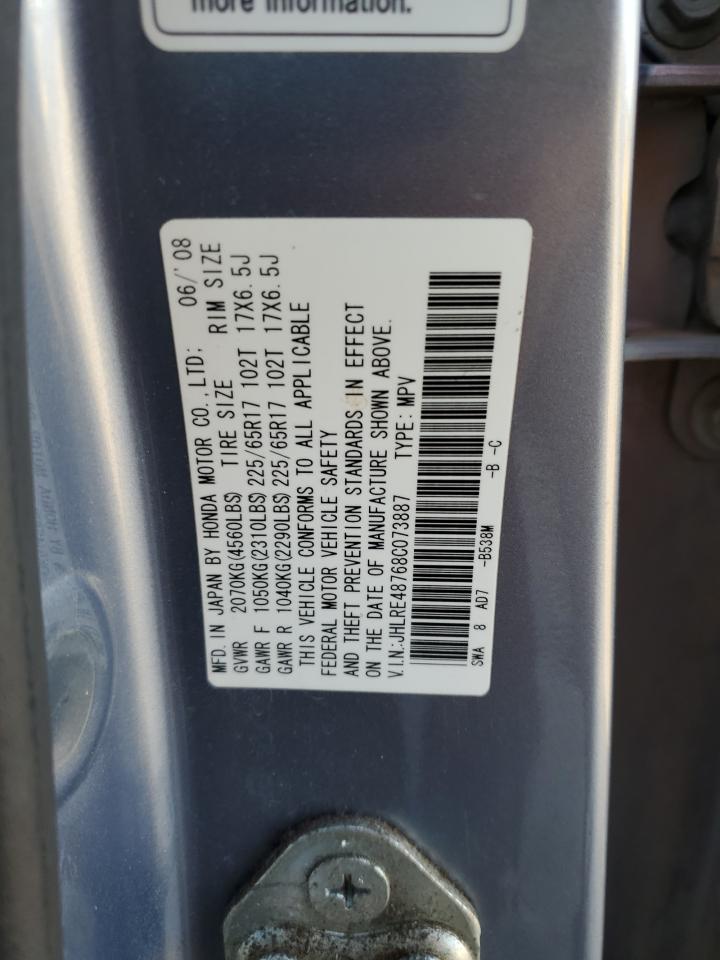 more information.
MFD. IN JAPAN BY HONDA MOTOR CO., LTD; 06/'08
GVWR 2070KG(4560LBS) TIRE SIZE RIM SIZE
GAWR F 1050KG(2310LBS) 225/65R17 102T 17X6.5J
GAWR R 1040KG(2290LBS) 225/65R17 102T 17X6.5J
THIS VEHICLE CONFORMS TO ALL APPLICABLE
FEDERAL MOTOR VEHICLE SAFETY
AND THEFT PREVENTION STANDARDS IN EFFECT
ON THE DATE OF MANUFACTURE SHOWN ABOVE.
V.I.N.:JHLRE48768C073887 TYPE: MPV
SWA 8 AD7 -B538M -B -C